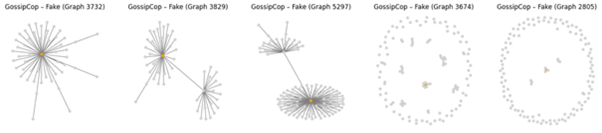 GossipCop – Fake (Graph 3732)
GossipCop – Fake (Graph 3829)
GossipCop – Fake (Graph 5297)
GossipCop – Fake (Graph 3674)
GossipCop – Fake (Graph 2805)